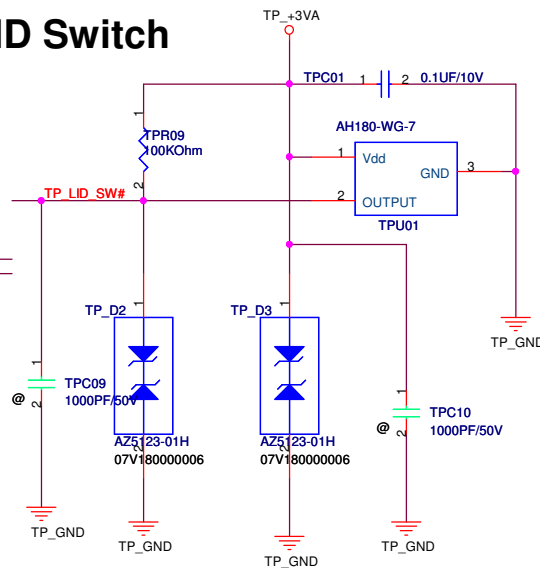 ID Switch
TP_+3VA
TPC01 1 2 0.1UF/10V
1
TPR09
100KOhm
2
AH180-WG-7
1 Vdd
GND 3
2 OUTPUT
TPU01
TP_LID_SW#
TP_D2
1
TP_D3
1
TP_GND
1
TPC09
1000PF/50V
@
2
1
TPC10
1000PF/50V
@
2
AZ5123-01H
07V180000006
2
AZ5123-01H
07V180000006
2
TP_GND
TP_GND
TP_GND
TP_GND